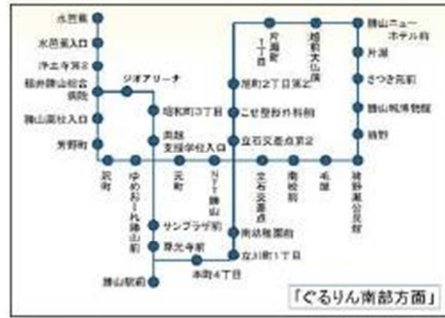 水芭蕉
水芭蕉入口
浄土寺第2
福井勝山総合病院
勝山高校入口
芳野町
ジオアリーナ
昭和町3丁目
奥越支援学校入口
沢町
ゆめおーれ勝山前
元町
NTT勝山
立石交差点
南校前
毛屋
猪野瀬公民館
サンプラザ前
尊光寺前
勝山駅前
本町4丁目
立川町1丁目
南幼稚園前
立石交差点第2
こせ整形外科前
旭町2丁目第2
片瀬町1丁目
越前大仏前
勝山ニューホテル前
片瀬
さつき苑前
勝山城博物館
猪野
「ぐるりん南部方面」